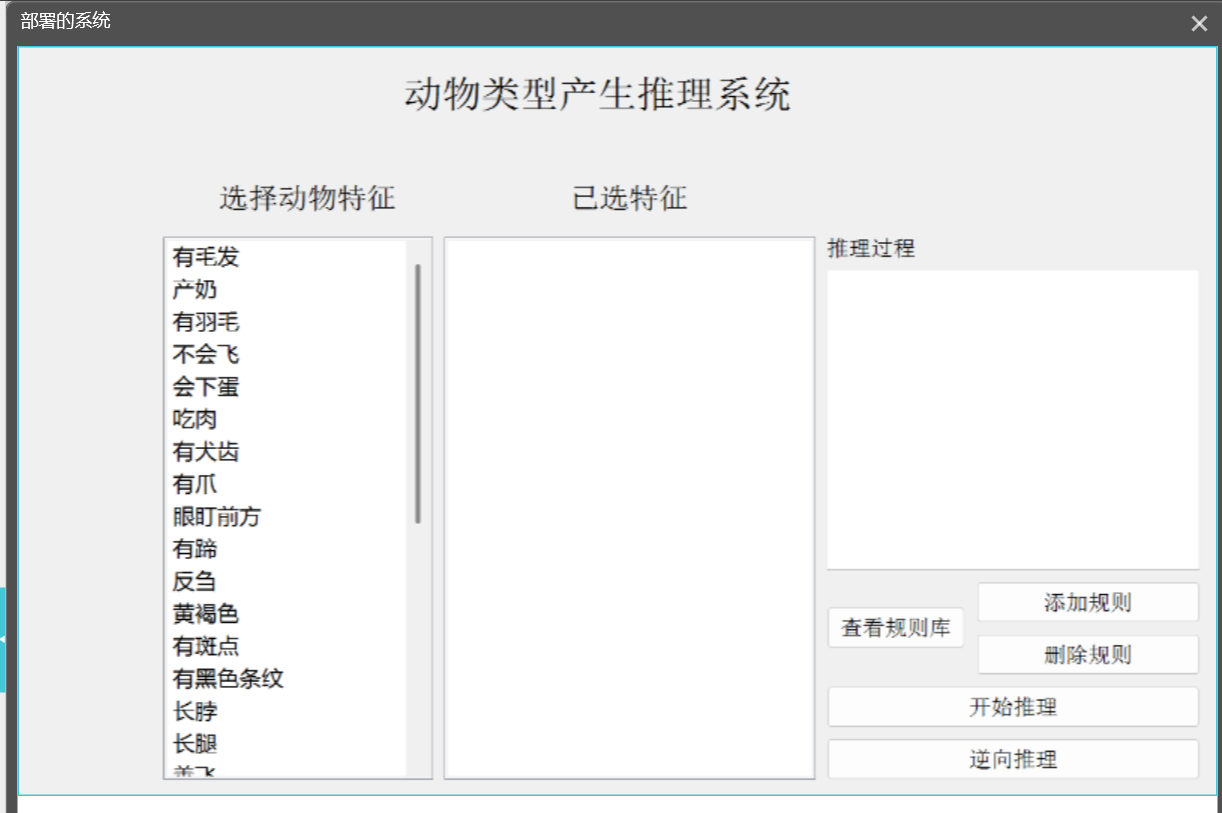 部署的系统
动物类型产生推理系统
选择动物特征
已选特征
有毛发
产奶
有羽毛
不会飞
会下蛋
吃肉
有犬齿
有爪
眼盯前方
有蹄
反刍
黄褐色
有斑点
有黑色条纹
长脖
长腿
推理过程
查看规则库
添加规则
删除规则
开始推理
逆向推理